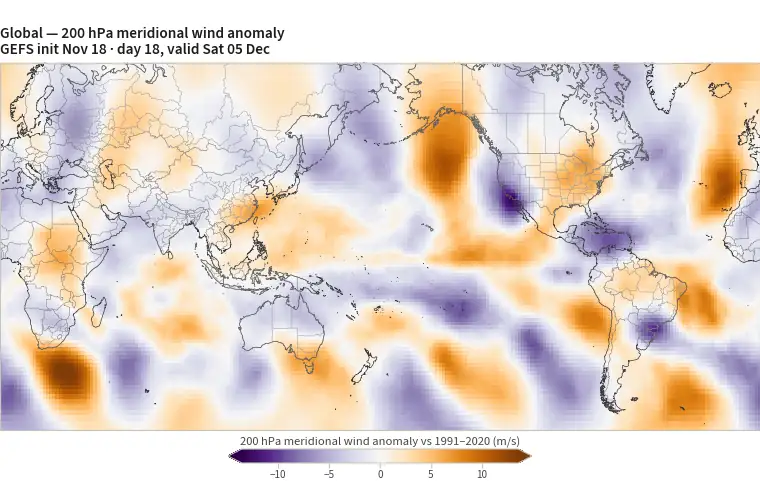 Global — 200 hPa meridional wind anomaly
GEFS init Nov 18 · day 18, valid Sat 05 Dec
200 hPa meridional wind anomaly vs 1991–2020 (m/s)
−10 −5 0 5 10